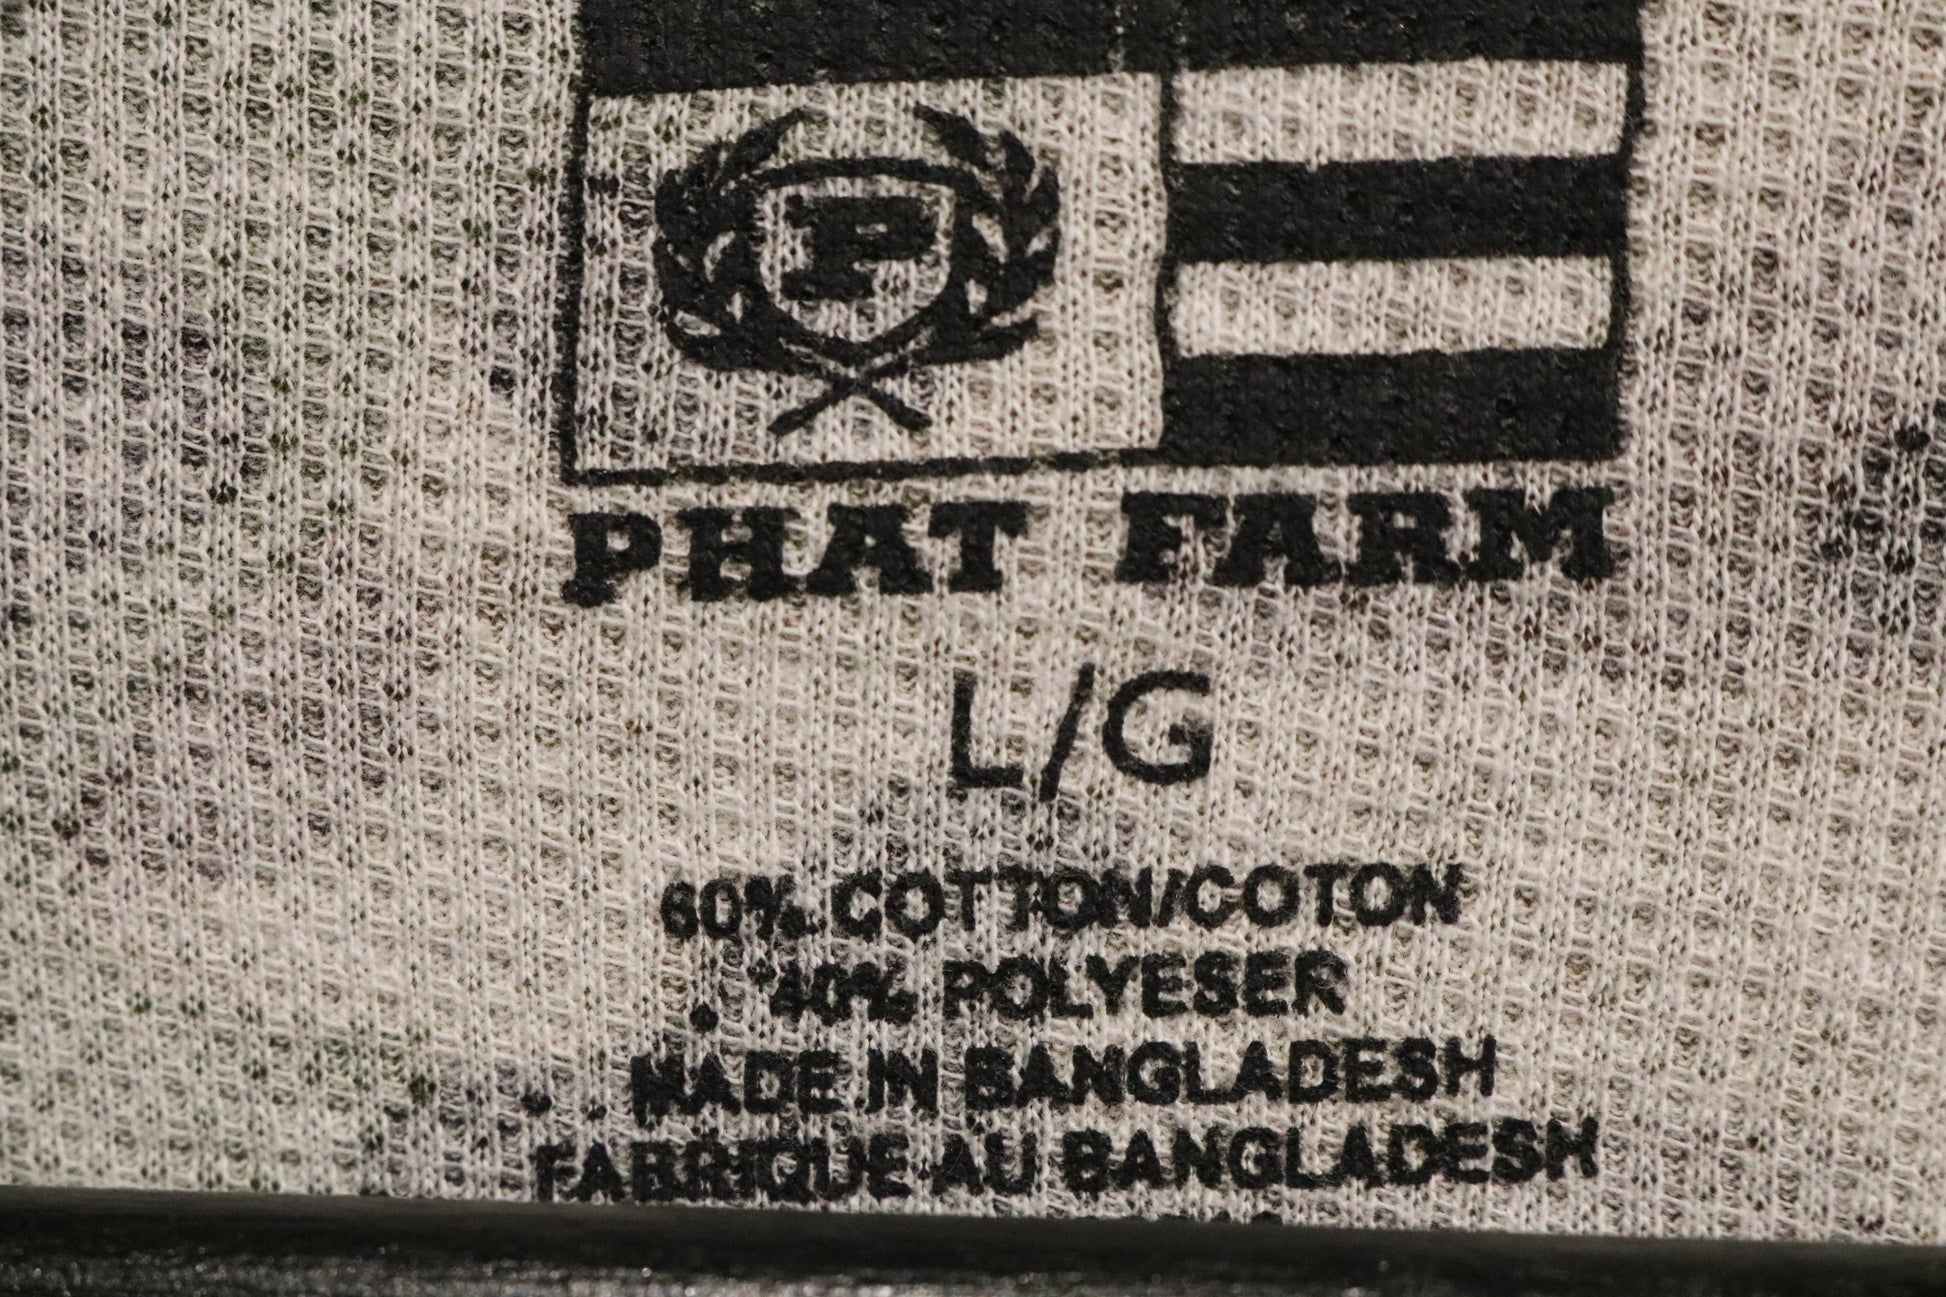 P
PHAT FARM
L/G
60% COTTON/COTON
40% POLYESER
MADE IN BANGLADESH
FABRIQUE AU BANGLADESH